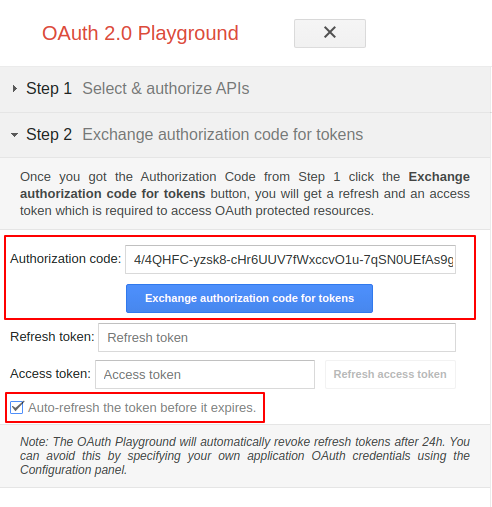 OAuth 2.0 Playground
Step 1 Select & authorize APIs
Step 2 Exchange authorization code for tokens
Once you got the Authorization Code from Step 1 click the Exchange
authorization code for tokens button, you will get a refresh and an access
token which is required to access OAuth protected resources.
Authorization code: 4/4QHFC-yzsk8-cHr6UUV7fWxccvO1u-7qSN0UEfAs9g
Exchange authorization code for tokens
Refresh token: Refresh token
Access token: Access token Refresh access token
Auto-refresh the token before it expires.
Note: The OAuth Playground will automatically revoke refresh tokens after 24h. You
can avoid this by specifying your own application OAuth credentials using the
Configuration panel.